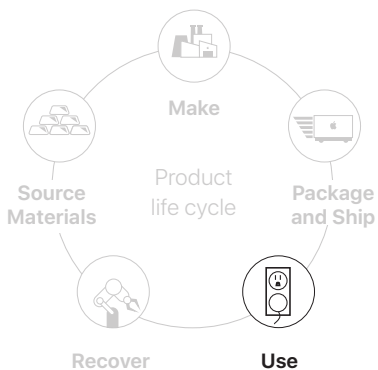 Make
Source
Materials
Product
life cycle
Package
and Ship
Recover
Use